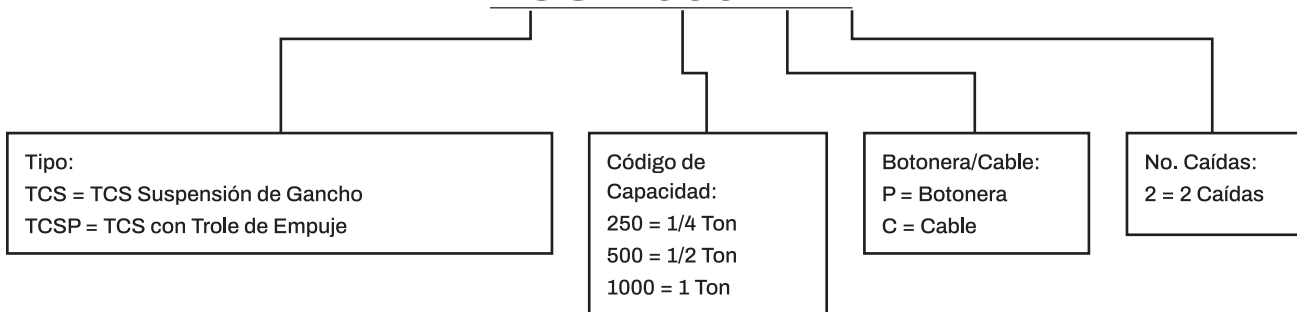 Tipo:
TCS = TCS Suspensión de Gancho
TCSP = TCS con Trole de Empuje
Código de
Capacidad:
250 = 1/4 Ton
500 = 1/2 Ton
1000 = 1 Ton
Botonera/Cable:
P = Botonera
C = Cable
No. Caídas:
2 = 2 Caídas